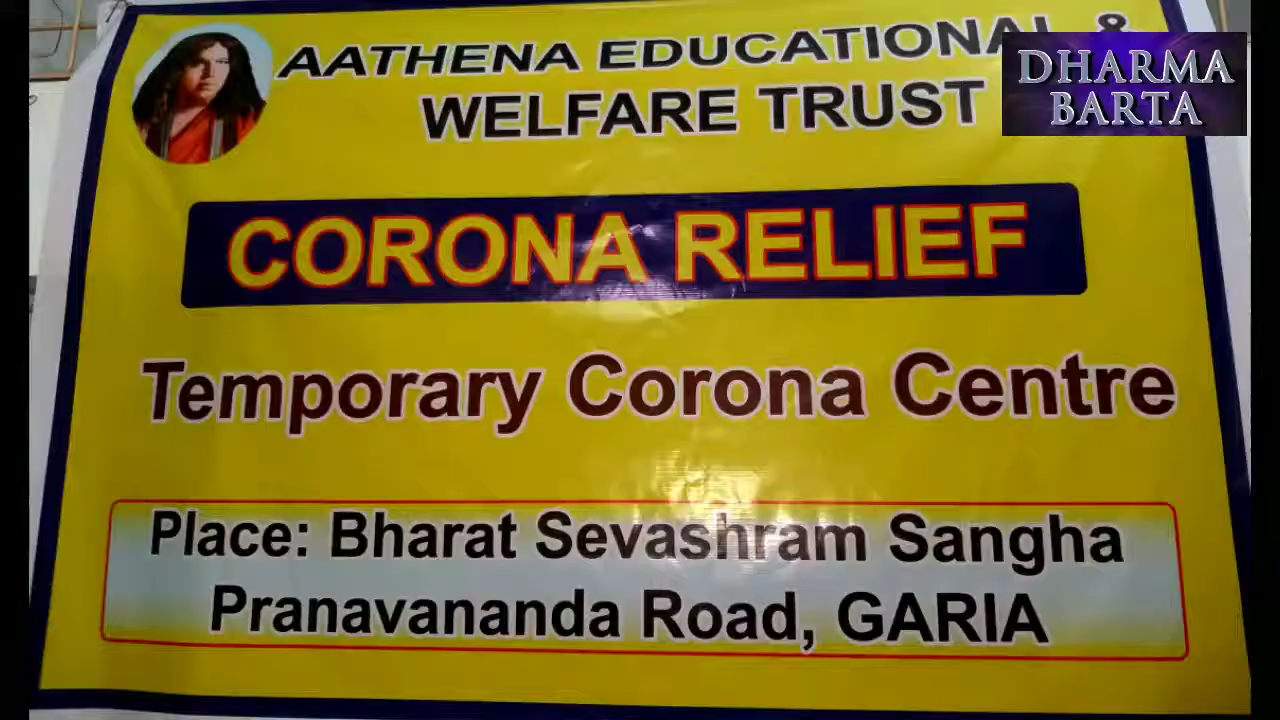 AATHENA EDUCATIONAL &
WELFARE TRUST
DHARMA
BARTA
CORONA RELIEF
Temporary Corona Centre
Place: Bharat Sevashram Sangha
Pranavananda Road, GARIA